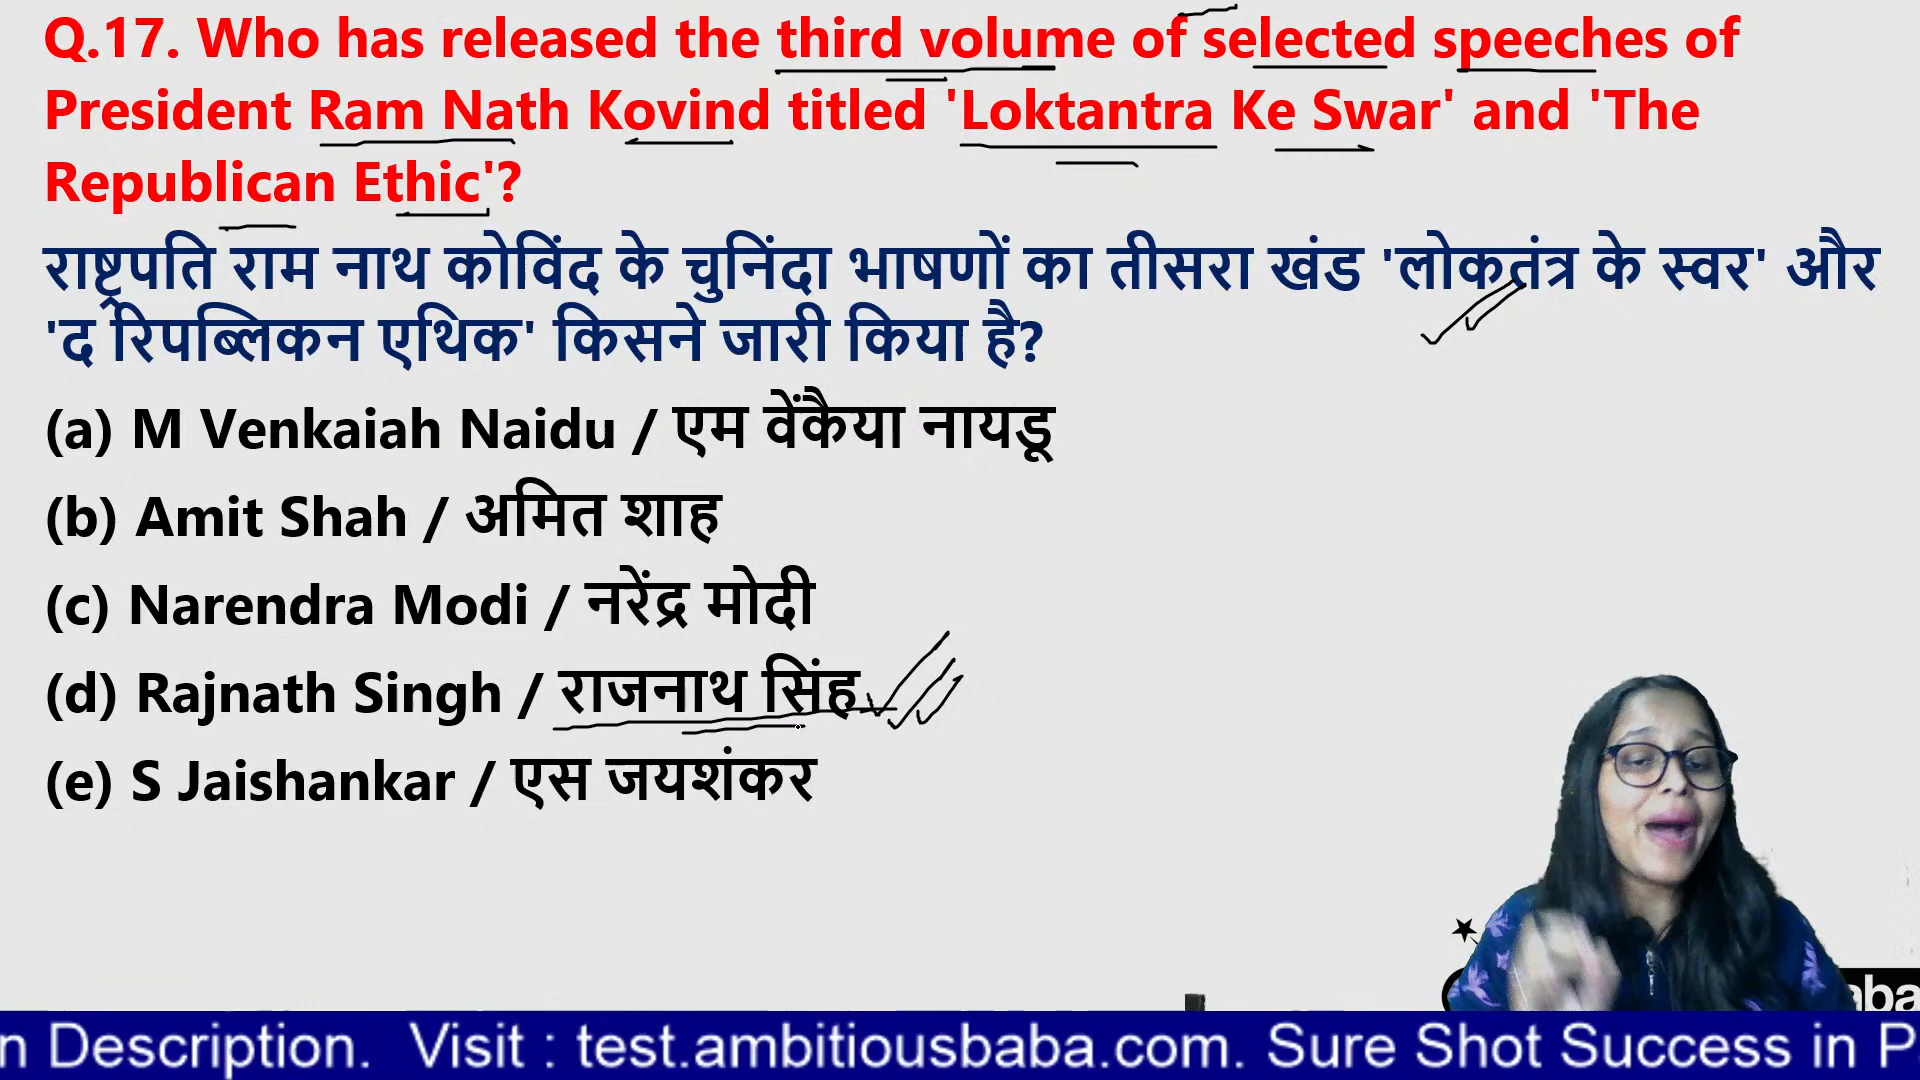 Q.17. Who has released the third volume of selected speeches of
President Ram Nath Kovind titled 'Loktantra Ke Swar' and 'The
Republican Ethic'?
राष्ट्रपति राम नाथ कोविंद के चुनिंदा भाषणों का तीसरा खंड 'लोकतंत्र के स्वर' और
'द रिपब्लिकन एथिक' किसने जारी किया है?
(a) M Venkaiah Naidu / एम वेंकैया नायडू
(b) Amit Shah / अमित शाह
(c) Narendra Modi / नरेंद्र मोदी
(d) Rajnath Singh / राजनाथ सिंह
(e) S Jaishankar / एस जयशंकर
aba
n Description. Visit : test.ambitiousbaba.com. Sure Shot Success in P